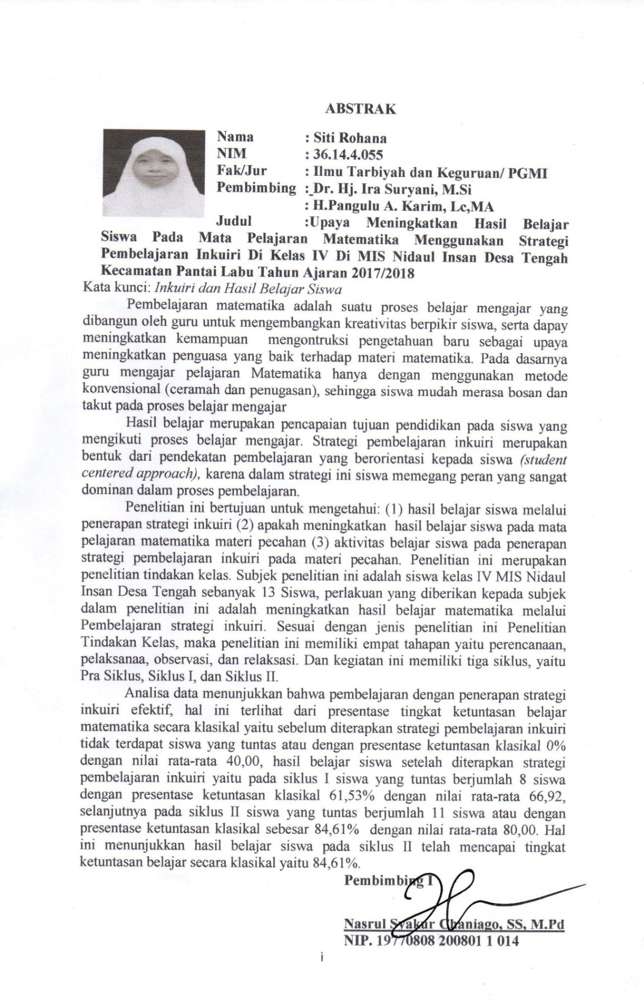 ABSTRAK
Nama : Siti Rohana
NIM : 36.14.4.055
Fak/Jur : Ilmu Tarbiyah dan Keguruan/ PGMI
Pembimbing : Dr. Hj. Ira Suryani, M.Si
: H.Pangulu A. Karim, Lc,MA
Judul :Upaya Meningkatkan Hasil Belajar
Siswa Pada Mata Pelajaran Matematika Menggunakan Strategi
Pembelajaran Inkuiri Di Kelas IV Di MIS Nidaul Insan Desa Tengah
Kecamatan Pantai Labu Tahun Ajaran 2017/2018
Kata kunci: Inkuiri dan Hasil Belajar Siswa
Pembelajaran matematika adalah suatu proses belajar mengajar yang
dibangun oleh guru untuk mengembangkan kreativitas berpikir siswa, serta dapay
meningkatkan kemampuan mengontruksi pengetahuan baru sebagai upaya
meningkatkan penguasa yang baik terhadap materi matematika. Pada dasarnya
guru mengajar pelajaran Matematika hanya dengan menggunakan metode
konvensional (ceramah dan penugasan), sehingga siswa mudah merasa bosan dan
takut pada proses belajar mengajar
Hasil belajar merupakan pencapaian tujuan pendidikan pada siswa yang
mengikuti proses belajar mengajar. Strategi pembelajaran inkuiri merupakan
bentuk dari pendekatan pembelajaran yang berorientasi kepada siswa (student
centered approach), karena dalam strategi ini siswa memegang peran yang sangat
dominan dalam proses pembelajaran.
Penelitian ini bertujuan untuk mengetahui: (1) hasil belajar siswa melalui
penerapan strategi inkuiri (2) apakah meningkatkan hasil belajar siswa pada mata
pelajaran matematika materi pecahan (3) aktivitas belajar siswa pada penerapan
strategi pembelajaran inkuiri pada materi pecahan. Penelitian ini merupakan
penelitian tindakan kelas. Subjek penelitian ini adalah siswa kelas IV MIS Nidaul
Insan Desa Tengah sebanyak 13 Siswa, perlakuan yang diberikan kepada subjek
dalam penelitian ini adalah meningkatkan hasil belajar matematika melalui
Pembelajaran strategi inkuiri. Sesuai dengan jenis penelitian ini Penelitian
Tindakan Kelas, maka penelitian ini memiliki empat tahapan yaitu perencanaan,
pelaksanaa, observasi, dan relaksasi. Dan kegiatan ini memiliki tiga siklus, yaitu
Pra Siklus, Siklus I, dan Siklus II.
Analisa data menunjukkan bahwa pembelajaran dengan penerapan strategi
inkuiri efektif, hal ini terlihat dari presentase tingkat ketuntasan belajar
matematika secara klasikal yaitu sebelum diterapkan strategi pembelajaran inkuiri
tidak terdapat siswa yang tuntas atau dengan presentase ketuntasan klasikal 0%
dengan nilai rata-rata 40,00, hasil belajar siswa setelah diterapkan strategi
pembelajaran inkuiri yaitu pada siklus I siswa yang tuntas berjumlah 8 siswa
dengan presentase ketuntasan klasikal 61,53% dengan nilai rata-rata 66,92,
selanjutnya pada siklus II siswa yang tuntas berjumlah 11 siswa atau dengan
presentase ketuntasan klasikal sebesar 84,61% dengan nilai rata-rata 80,00. Hal
ini menunjukkan hasil belajar siswa pada siklus II telah mencapai tingkat
ketuntasan belajar secara klasikal yaitu 84,61%.
Pembimbing I
Nasrul Syakur Chaniago, SS, M.Pd
NIP. 19770808 200801 1 014
i